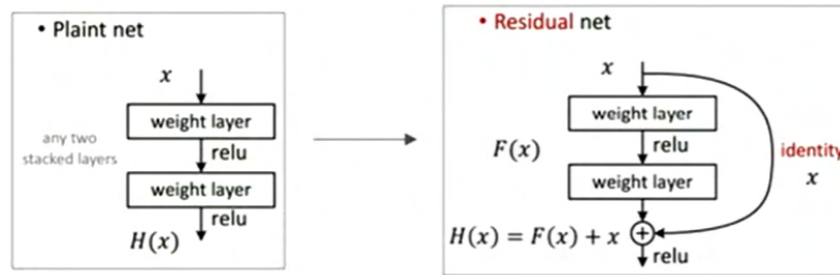 • Plaint net
x
weight layer
any two
stacked layers
relu
weight layer
relu
H(x)
• Residual net
x
weight layer
F(x)
relu
identity
x
weight layer
H(x) = F(x) + x
+
relu